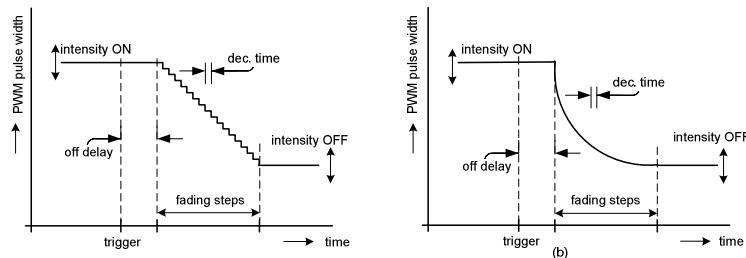 PWM pulse width
intensity ON
dec. time
off delay
intensity OFF
fading steps
trigger
time
PWM pulse width
intensity ON
dec. time
off delay
intensity OFF
fading steps
trigger
time
(b)